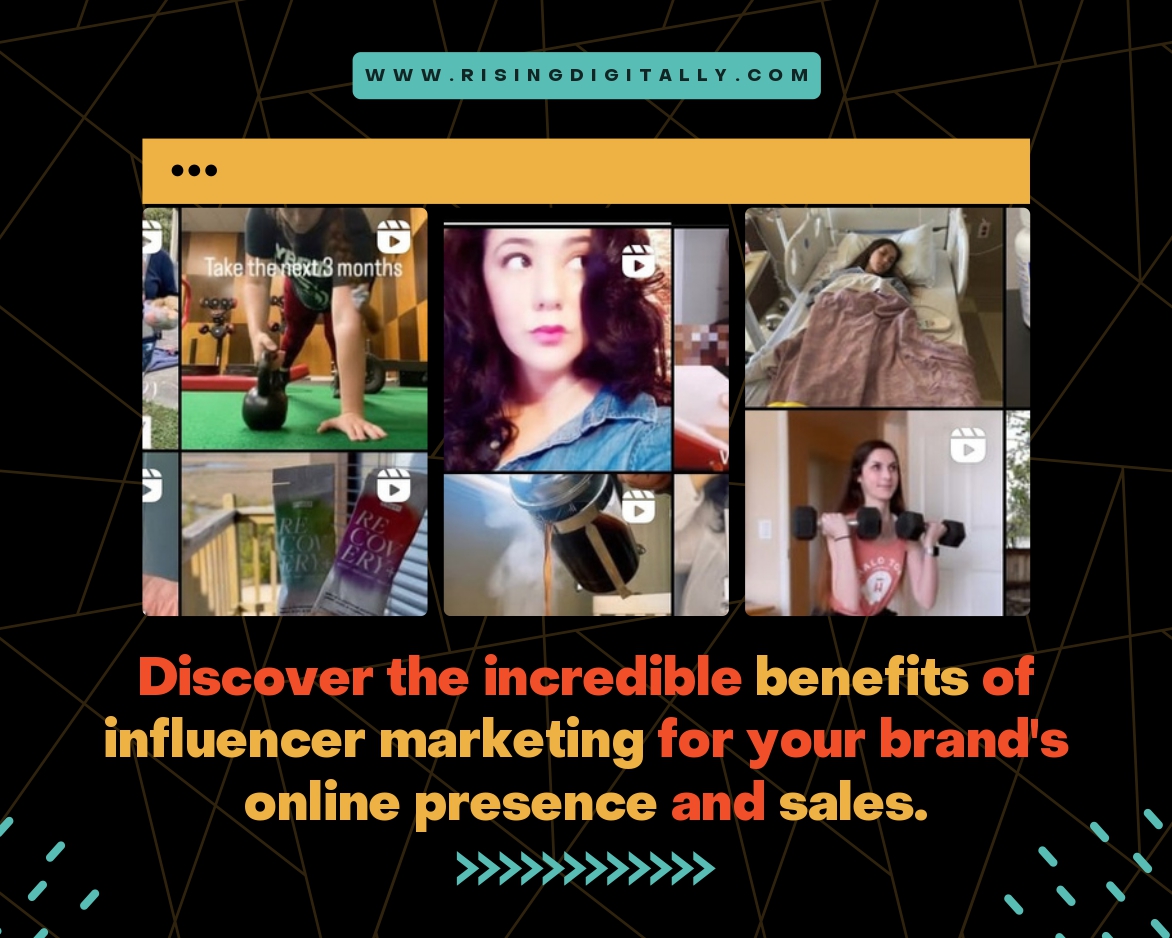 WWW.RISINGDIGITALLY.COM
Take the next 3 months
RE
COV
ERY
RE
COV
ERY
Discover the incredible benefits of
influencer marketing for your brand's
online presence and sales.